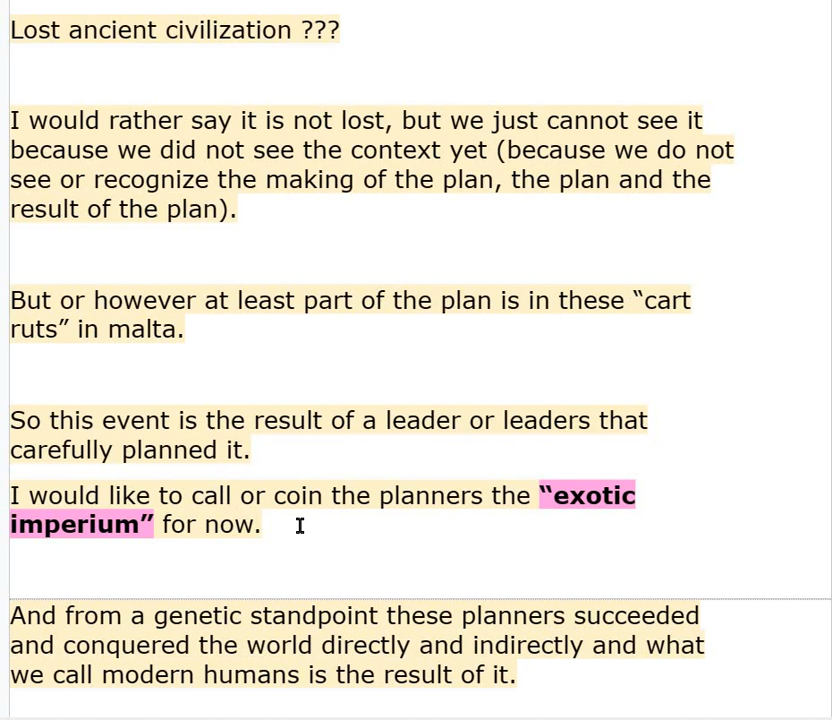 Lost ancient civilization ???
I would rather say it is not lost, but we just cannot see it
because we did not see the context yet (because we do not
see or recognize the making of the plan, the plan and the
result of the plan).
But or however at least part of the plan is in these “cart
ruts” in malta.
So this event is the result of a leader or leaders that
carefully planned it.
I would like to call or coin the planners the “exotic
imperium” for now.
And from a genetic standpoint these planners succeeded
and conquered the world directly and indirectly and what
we call modern humans is the result of it.